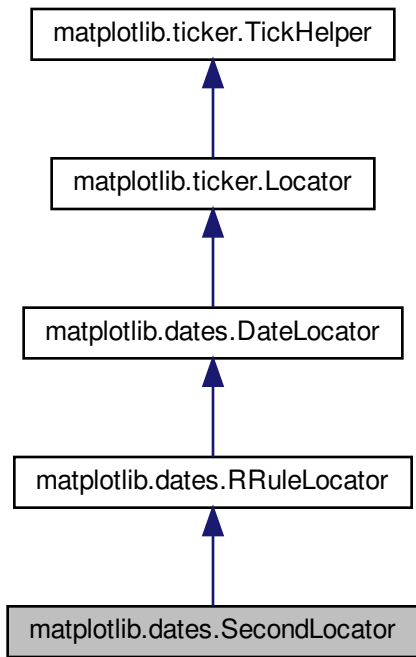 matplotlib.ticker.TickHelper
matplotlib.ticker.Locator
matplotlib.dates.DateLocator
matplotlib.dates.RRuleLocator
matplotlib.dates.SecondLocator